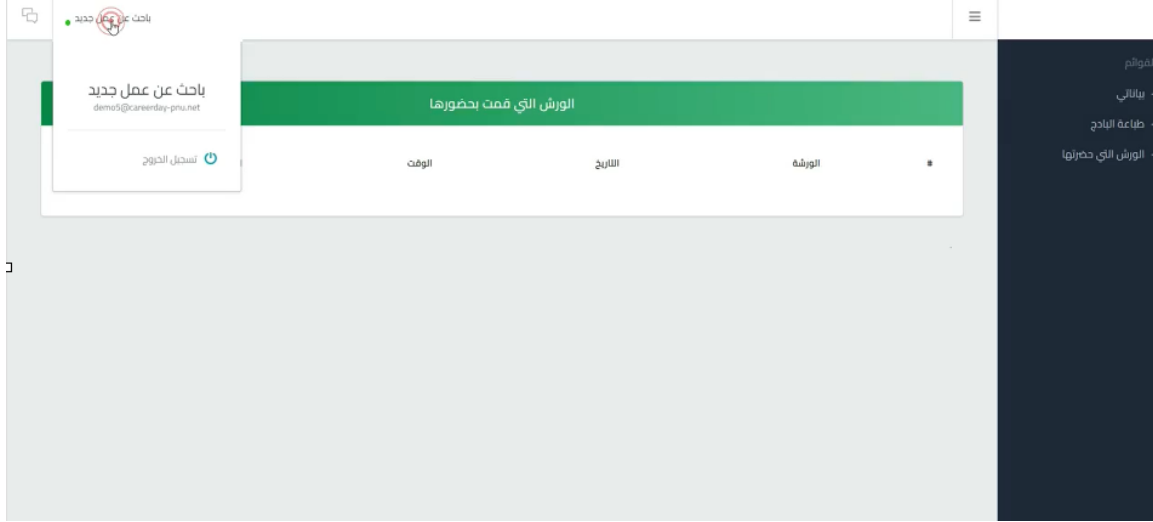 باحث عن عمل جديد
القوائم
بياناتي
طباعة البادج
الورش التي حضرتها
باحث عن عمل جديد
demo5@careerday-pnu.net
تسجيل الخروج
الورش التي قمت بحضورها
# الورشة التاريخ الوقت